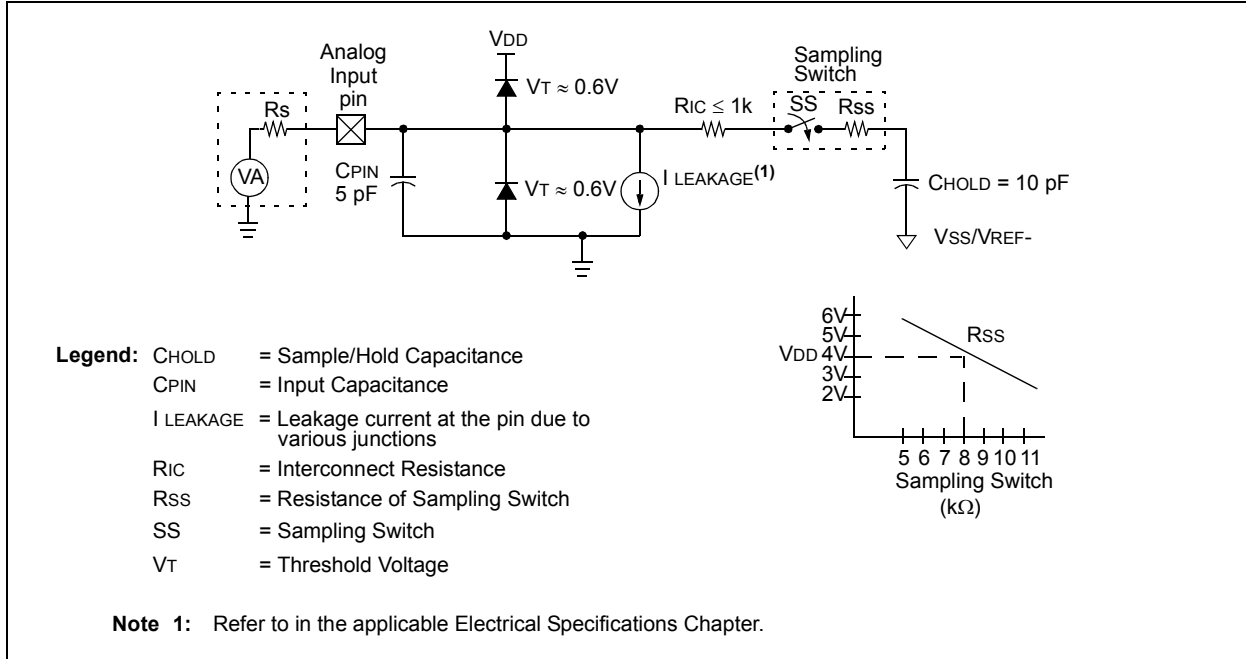 VDD
Analog
Input
pin
Sampling
Switch
VT ≈ 0.6V
Rs
RIC ≤ 1k
SS
Rss
VA
CPIN
5 pF
VT ≈ 0.6V
I LEAKAGE(1)
CHOLD = 10 pF
VSS/VREF-
6V
5V
VDD 4V
3V
2V
RSS
5 6 7 8 9 10 11
Sampling Switch
(kΩ)
Legend: CHOLD = Sample/Hold Capacitance
CPIN = Input Capacitance
I LEAKAGE = Leakage current at the pin due to
various junctions
RIC = Interconnect Resistance
RSS = Resistance of Sampling Switch
SS = Sampling Switch
VT = Threshold Voltage
Note 1: Refer to in the applicable Electrical Specifications Chapter.